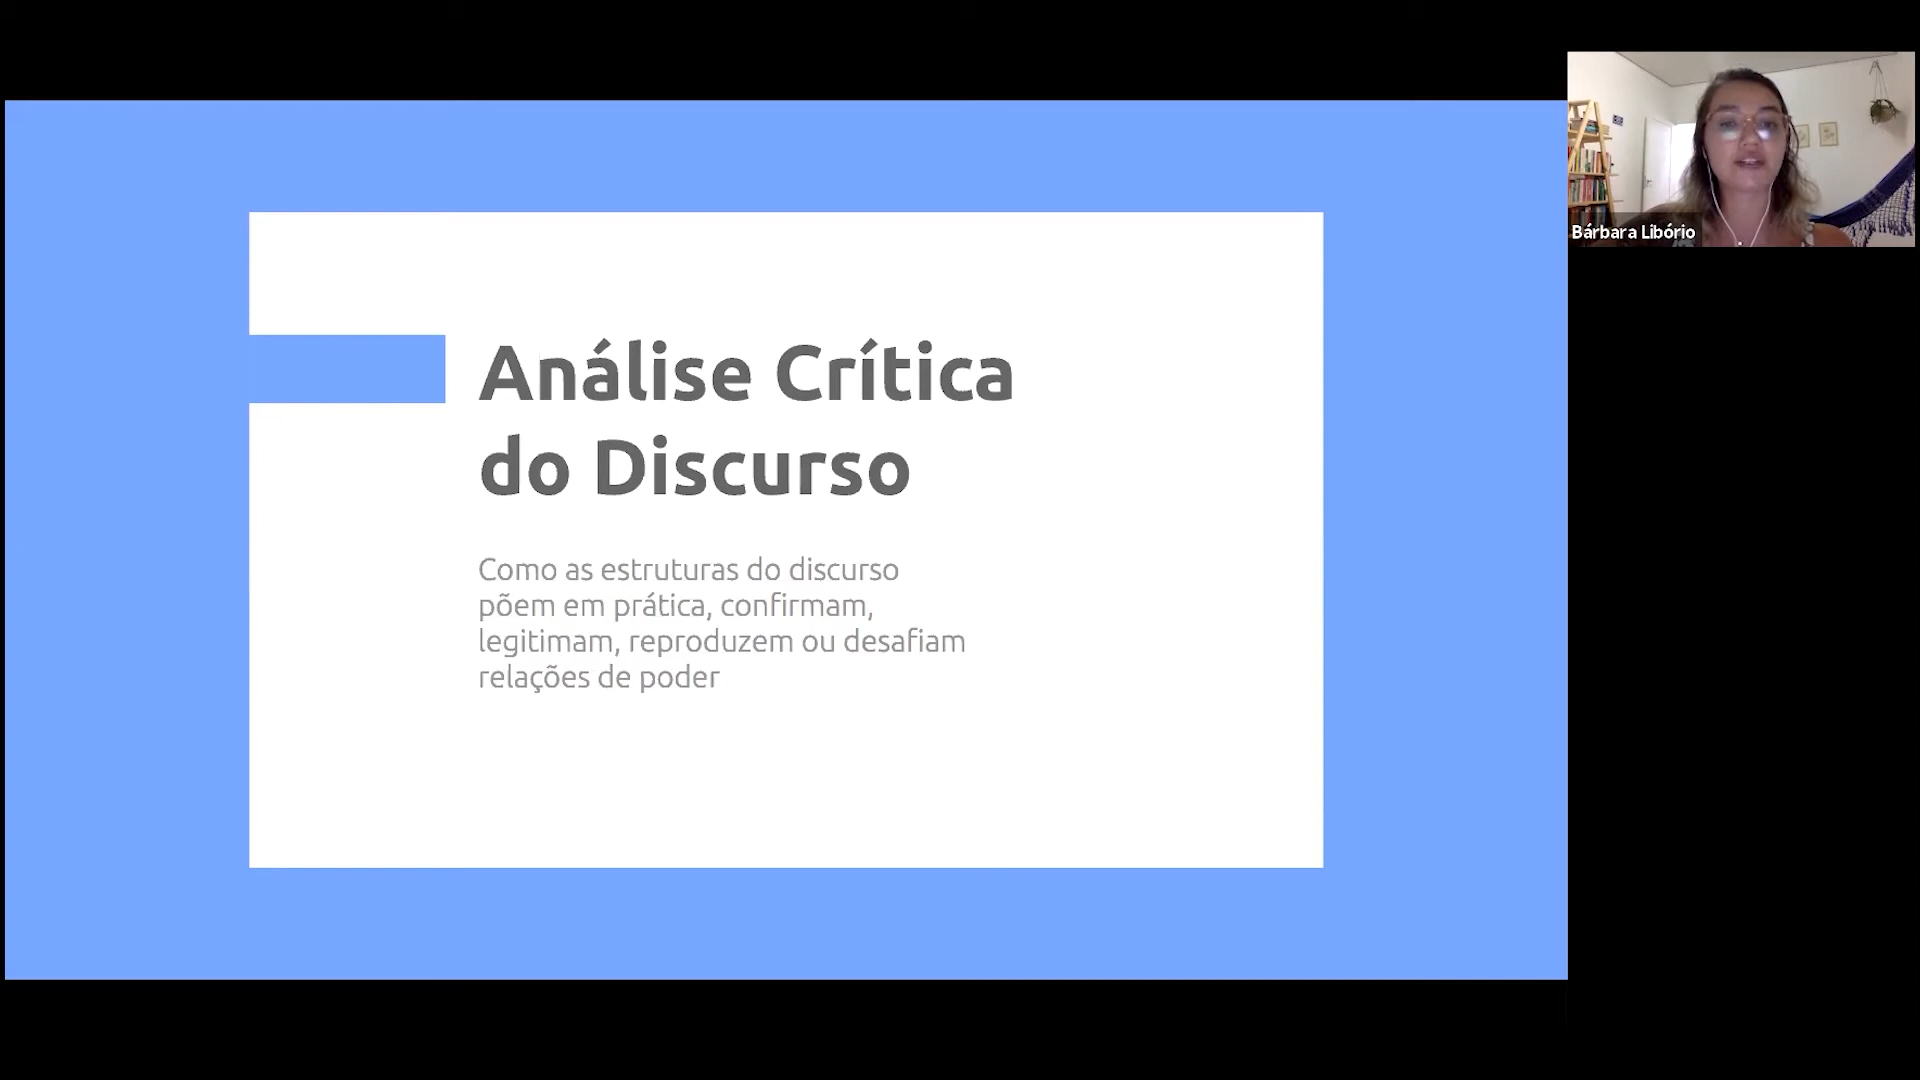 Análise Crítica
do Discurso
Como as estruturas do discurso
põem em prática, confirmam,
legitimam, reproduzem ou desafiam
relações de poder
Bárbara Libório